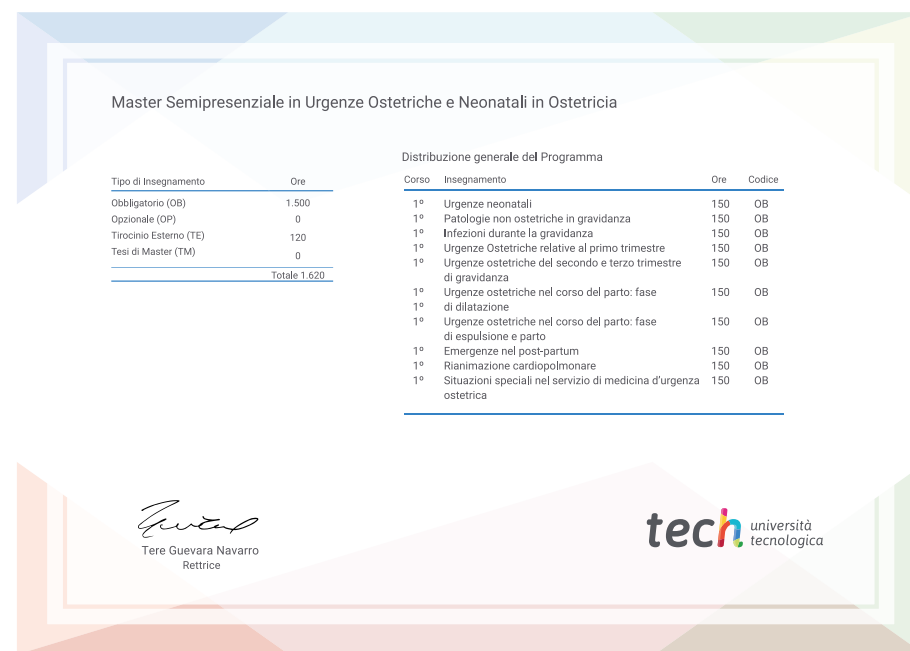 Master Semipresenziale in Urgenze Ostetriche e Neonatali in Ostetricia
Tipo di Insegnamento Ore
Obbligatorio (OB) 1.500
Opzionale (OP) 0
Tirocinio Esterno (TE) 120
Tesi di Master (TM) 0
Totale 1.620
Distribuzione generale del Programma
Corso Insegnamento Ore Codice
1º Urgenze neonatali 150 OB
1º Patologie non ostetriche in gravidanza 150 OB
1º Infezioni durante la gravidanza 150 OB
1º Urgenze Ostetriche relative al primo trimestre 150 OB
1º Urgenze ostetriche del secondo e terzo trimestre 150 OB
di gravidanza
1º Urgenze ostetriche nel corso del parto: fase 150 OB
1º di dilatazione
1º Urgenze ostetriche nel corso del parto: fase 150 OB
di espulsione e parto
1º Emergenze nel post-partum 150 OB
1º Rianimazione cardiopolmonare 150 OB
1º Situazioni speciali nel servizio di medicina d'urgenza 150 OB
ostetrica
Tere Guevara Navarro
Rettrice
tech università
tecnologica